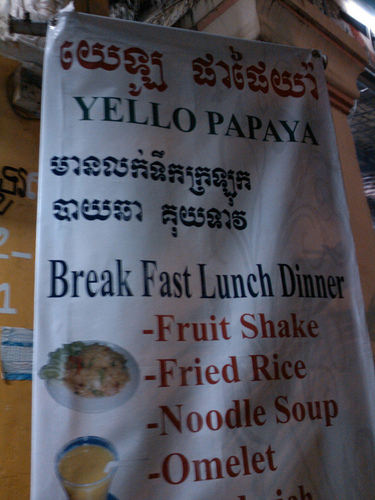 យេឡូ ផាផៃយ៉ា
YELLO PAPAYA
មានលក់ទឹកក្រឡុក
បាយឆា គុយទាវ
Break Fast Lunch Dinner
-Fruit Shake
-Fried Rice
-Noodle Soup
-Omelet